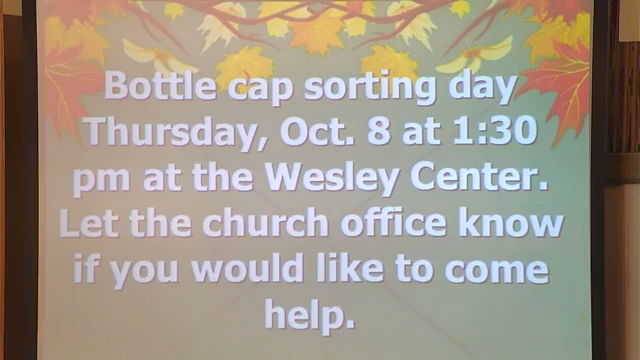 Bottle cap sorting day
Thursday, Oct. 8 at 1:30
pm at the Wesley Center.
Let the church office know
if you would like to come
help.